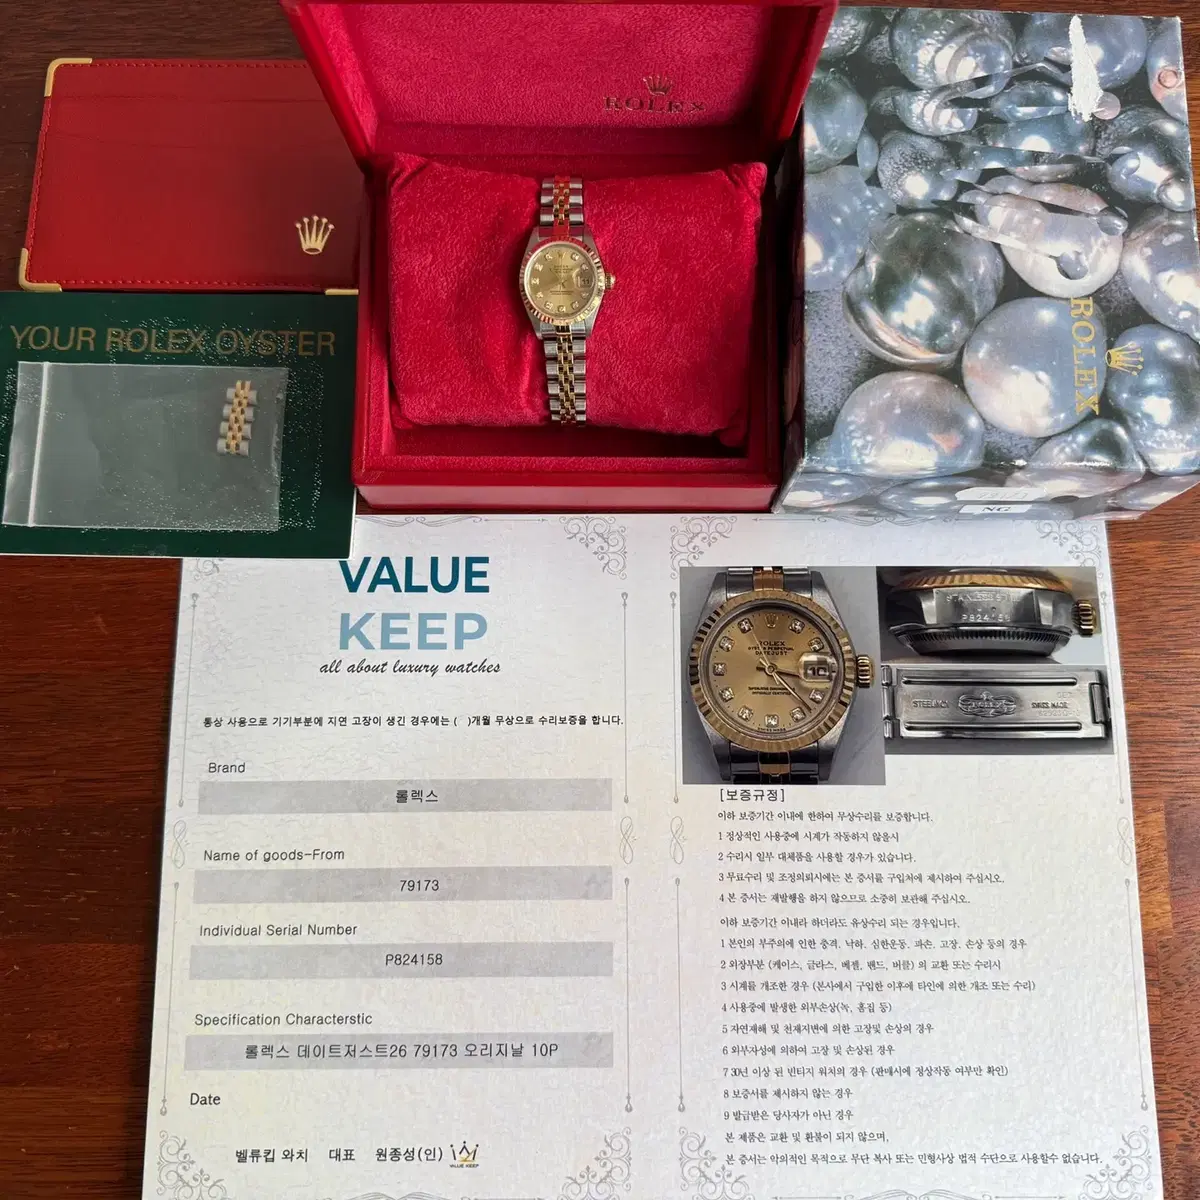 ROLEX
YOUR ROLEX OYSTER
ROLEX
79173
NG
VALUE
KEEP
all about luxury watches
통상 사용으로 기기부분에 지연 고장이 생긴 경우에는 ( )개월 무상으로 수리보증을 합니다.
Brand
롤렉스
Name of goods-From
79173
Individual Serial Number
P824158
Specification Characterstic
롤렉스 데이트저스트26 79173 오리지날 10P
Date
벨류킵 와치 대표 원종성(인)
VALUE KEEP
ROLEX
OYSTER PERPETUAL
DATEJUST
SUPERLATIVE CHRONOMETER
OFFICIALLY CERTIFIED
P824158
STEELINOX
SWISS MADE
[보증규정]
이하 보증기간 이내에 한하여 무상수리를 보증합니다.
1 정상적인 사용중에 시계가 작동하지 않을시
2 수리시 일부 대체품을 사용할 경우가 있습니다.
3 무료수리 및 조정의뢰시에는 본 증서를 구입처에 제시하여 주십시오.
4 본 증서는 재발행을 하지 않으므로 소중히 보관해 주십시오.
이하 보증기간 이내라 하더라도 유상수리 되는 경우입니다.
1 본인의 부주의에 인한 충격, 낙하, 심한운동, 파손, 고장, 손상 등의 경우
2 외장부분 (케이스, 글라스, 베젤, 밴드, 버클) 의 교환 또는 수리시
3 시계를 개조한 경우 (본사에서 구입한 이후에 타인에 의한 개조 또는 수리)
4 사용중에 발생한 외부손상(녹, 흠집 등)
5 자연재해 및 천재지변에 의한 고장및 손상의 경우
6 외부자성에 의하여 고장 및 손상된 경우
7 30년 이상 된 빈티지 워치의 경우 (판매시에 정상작동 여부만 확인)
8 보증서를 제시하지 않는 경우
9 발급받은 당사자가 아닌 경우
본 제품은 교환 및 환불이 되지 않으며,
본 증서는 악의적인 목적으로 무단 복사 또는 민형사상 법적 수단으로 사용할수 없습니다.